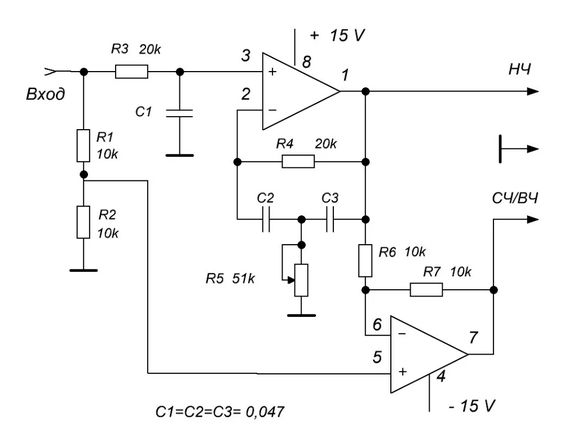 + 15 V
R3 20k
3
8
+
1
НЧ
Вход
C1
2
−
R1
10k
R4 20k
C2
C3
СЧ/ВЧ
R2
10k
R5 51k
R6 10k
R7 10k
6
−
7
5
+
4
- 15 V
C1=C2=C3= 0,047